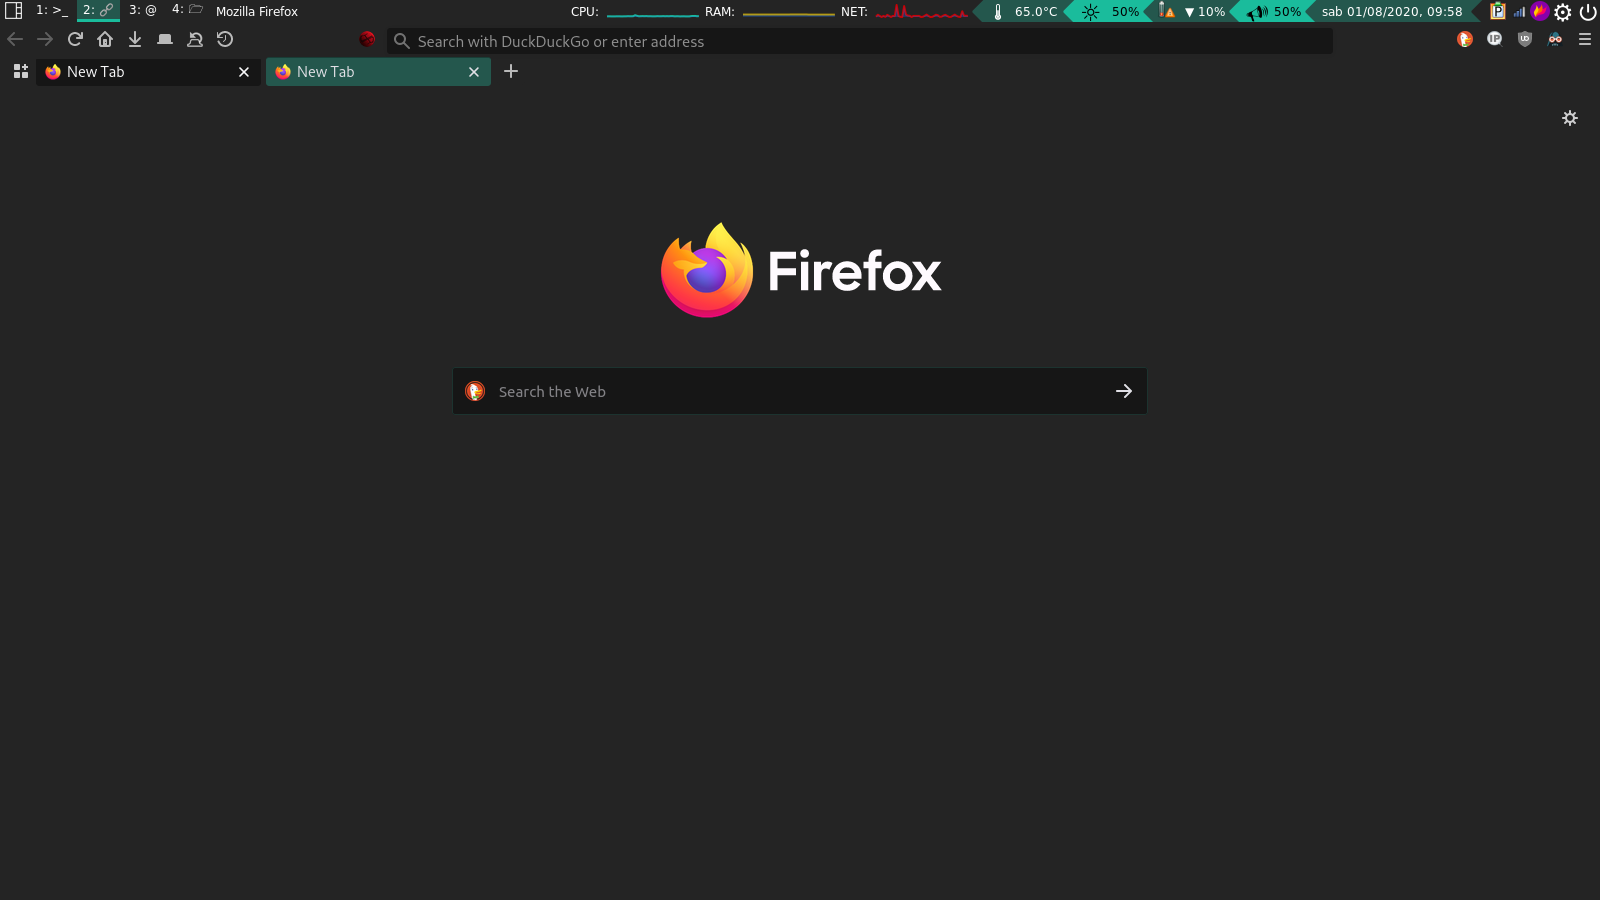 1: >_ 2: 3: @ 4: Mozilla Firefox CPU: RAM: NET: 65.0°C 50% ▼10% 50% sab 01/08/2020, 09:58 P
Search with DuckDuckGo or enter address IP
New Tab New Tab
Firefox
Search the Web